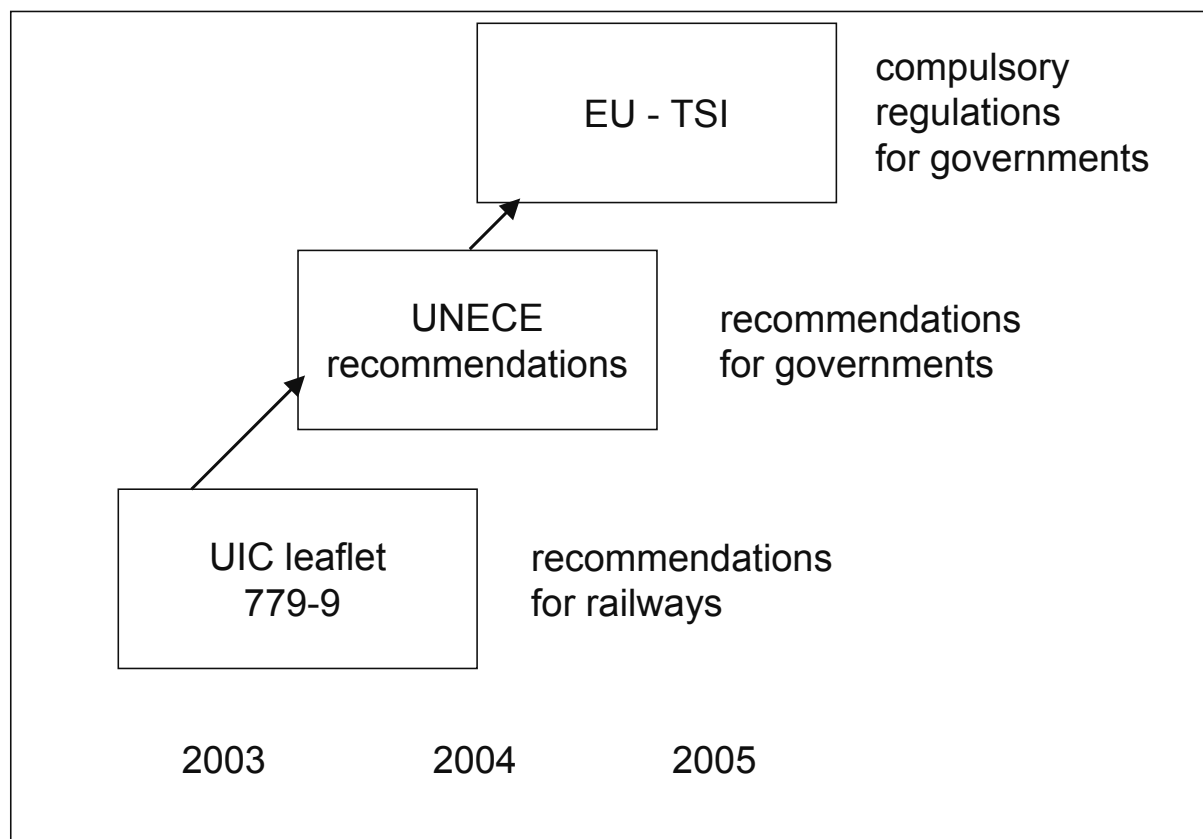 EU - TSI
compulsory
regulations
for governments
UNECE
recommendations
recommendations
for governments
UIC leaflet
779-9
recommendations
for railways
2003 2004 2005